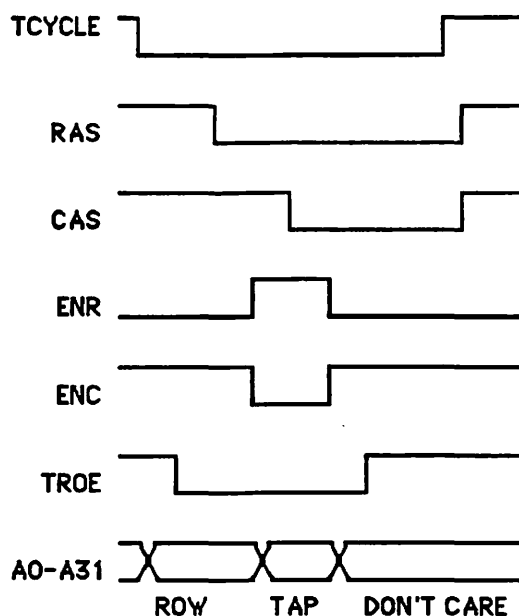 TCYCLE
RAS
CAS
ENR
ENC
TROE
A0-A31
ROW TAP DON'T CARE